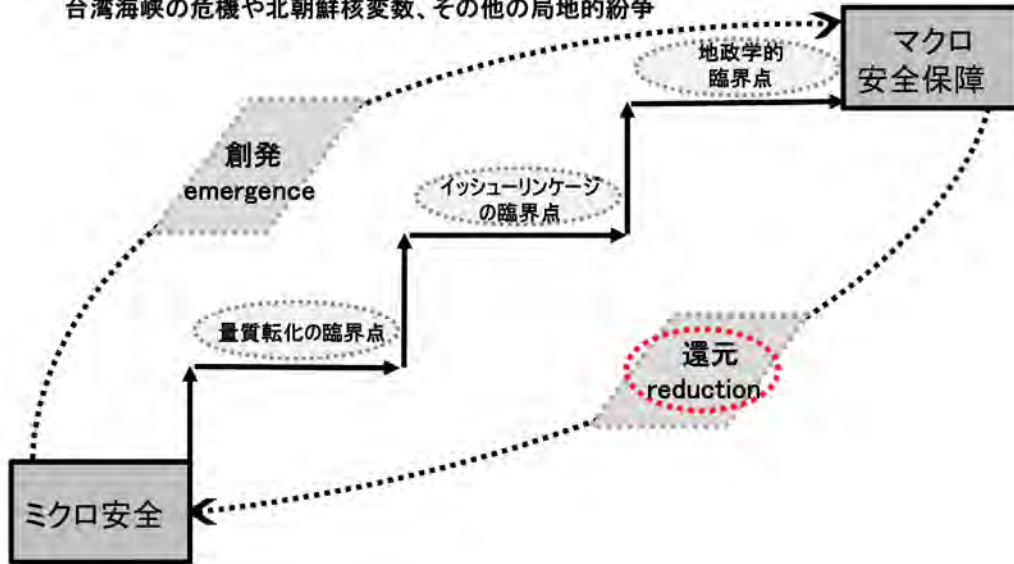 台湾海峡の危機や北朝鮮核変数、その他の局地的紛争
マクロ
安全保障
地政学的
臨界点
創発
emergence
イッシューリンケージ
の臨界点
量質転化の臨界点
還元
reduction
ミクロ安全